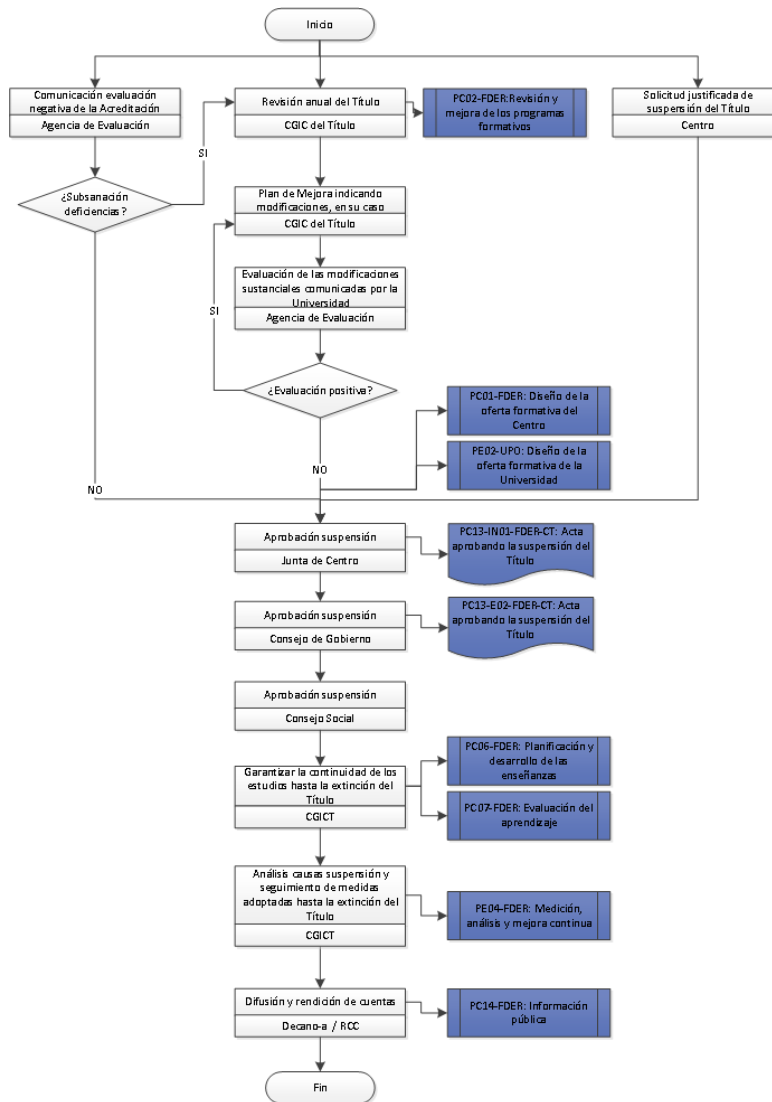 Inicio
Comunicación evaluación
negativa de la Acreditación
Agencia de Evaluación
Revisión anual del Título
CGIC del Título
PC02-FDER:Revisión y
mejora de los programas
formativos
Solicitud justificada de
suspensión del Título
Centro
SI
¿Subsanación
deficiencias?
Plan de Mejora indicando
modificaciones, en su caso
CGIC del Título
Evaluación de las modificaciones
sustanciales comunicadas por la
Universidad
Agencia de Evaluación
SI
¿Evaluación positiva?
PC01-FDER: Diseño de la
oferta formativa del
Centro
PE02-UPO: Diseño de la
oferta formativa de la
Universidad
NO
NO
Aprobación suspensión
Junta de Centro
PC13-IN01-FDER-CT: Acta
aprobando la suspensión del
Título
Aprobación suspensión
Consejo de Gobierno
PC13-E02-FDER-CT: Acta
aprobando la suspensión del
Título
Aprobación suspensión
Consejo Social
Garantizar la continuidad de los
estudios hasta la extinción del
Título
CGICT
PC06-FDER: Planificación y
desarrollo de las
enseñanzas
PC07-FDER: Evaluación del
aprendizaje
Análisis causas suspensión y
seguimiento de medidas
adoptadas hasta la extinción del
Título
CGICT
PE04-FDER: Medición,
análisis y mejora continua
Difusión y rendición de cuentas
Decano-a / RCC
PC14-FDER: Información
pública
Fin